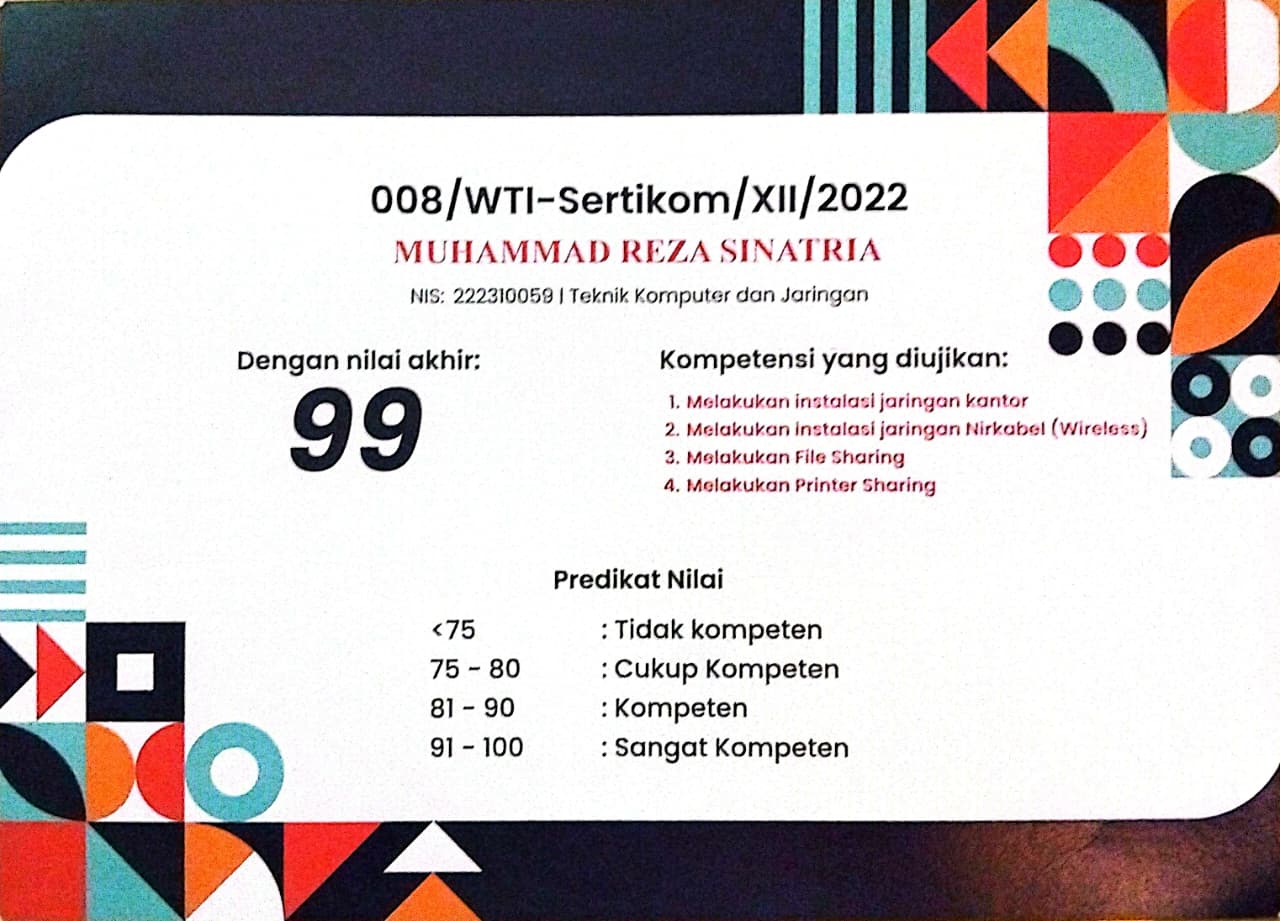 008/WTI-Sertikom/XII/2022
MUHAMMAD REZA SINATRIA
NIS: 222310059 | Teknik Komputer dan Jaringan
Dengan nilai akhir:
99
Kompetensi yang diujikan:
1. Melakukan instalasi jaringan kantor
2. Melakukan instalasi jaringan Nirkabel (Wireless)
3. Melakukan File Sharing
4. Melakukan Printer Sharing
Predikat Nilai
<75 : Tidak kompeten
75 - 80 : Cukup Kompeten
81 - 90 : Kompeten
91 - 100 : Sangat Kompeten